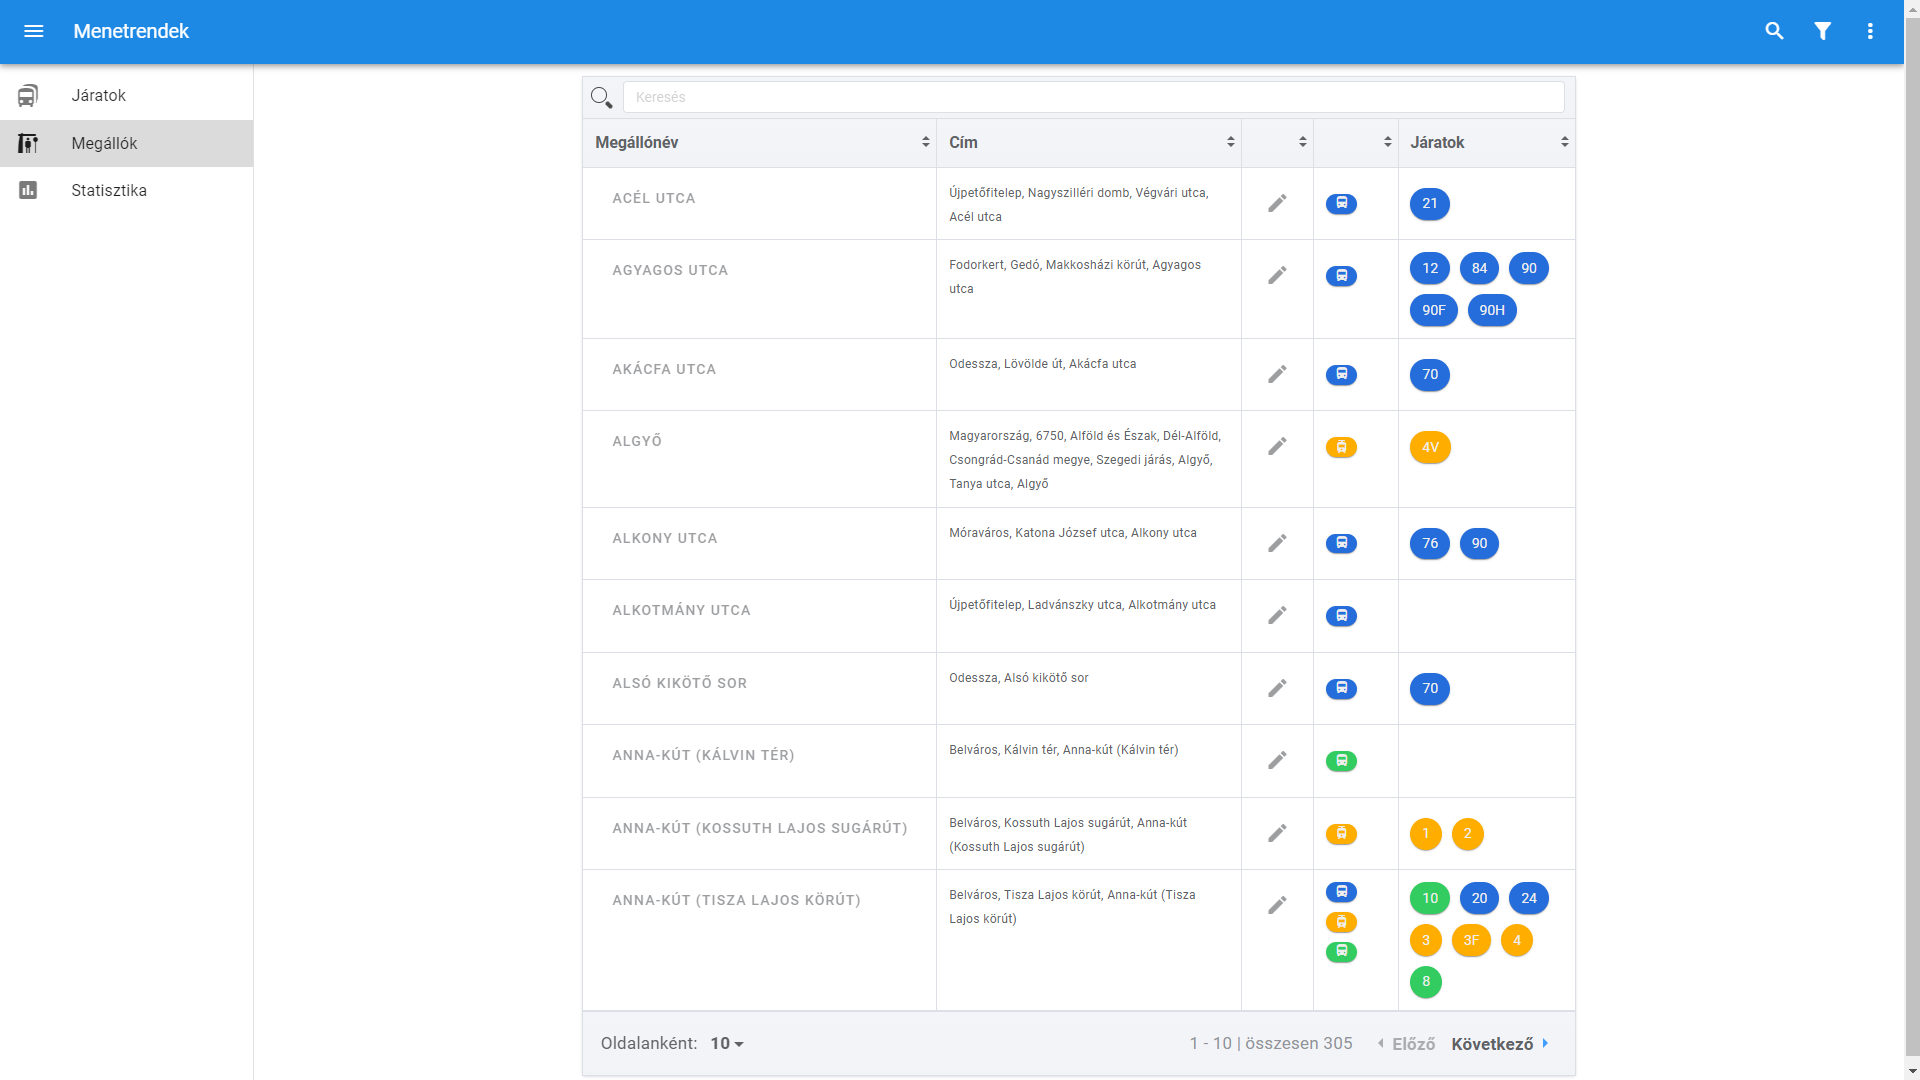 Menetrendek
Járatok
Megállók
Statisztika
Keresés
Megállónév Cím Járatok
ACÉL UTCA
Újpetőfitelep, Nagyszilléri domb, Végvári utca,
Acél utca
21
AGYAGOS UTCA
Fodorkert, Gedó, Makkosházi körút, Agyagos
utca
12 84 90
90F 90H
AKÁCFA UTCA
Odessza, Lövölde út, Akácfa utca
70
ALGYŐ
Magyarország, 6750, Alföld és Észak, Dél-Alföld,
Csongrád-Csanád megye, Szegedi járás, Algyő,
Tanya utca, Algyő
4V
ALKONY UTCA
Móraváros, Katona József utca, Alkony utca
76 90
ALKOTMÁNY UTCA
Újpetőfitelep, Ladvánszky utca, Alkotmány utca
ALSÓ KIKÖTŐ SOR
Odessza, Alsó kikötő sor
70
ANNA-KÚT (KÁLVIN TÉR)
Belváros, Kálvin tér, Anna-kút (Kálvin tér)
ANNA-KÚT (KOSSUTH LAJOS SUGÁRÚT)
Belváros, Kossuth Lajos sugárút, Anna-kút
(Kossuth Lajos sugárút)
1 2
ANNA-KÚT (TISZA LAJOS KÖRÚT)
Belváros, Tisza Lajos körút, Anna-kút (Tisza
Lajos körút)
10 20 24
3 3F 4
8
Oldalanként: 10 1 - 10 | összesen 305 Előző Következő